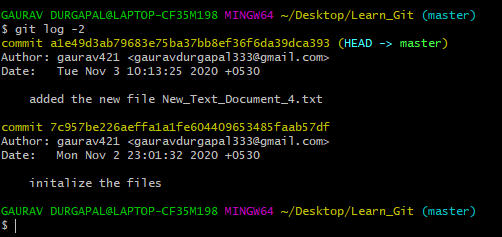 GAURAV DURGAPAL@LAPTOP-CF35M198 MINGW64 ~/Desktop/Learn_Git (master)
$ git log -2
commit a1e49d3ab79683e75ba37bb8ef36f6da39dca393 (HEAD -> master)
Author: gaurav421 <gauravdurgapal333@gmail.com>
Date:   Tue Nov 3 10:13:25 2020 +0530
    added the new file New_Text_Document_4.txt
commit 7c957be226aeffa1a1fe604409653485faab57df
Author: gaurav421 <gauravdurgapal333@gmail.com>
Date:   Mon Nov 2 23:01:32 2020 +0530
    initalize the files
GAURAV DURGAPAL@LAPTOP-CF35M198 MINGW64 ~/Desktop/Learn_Git (master)
$